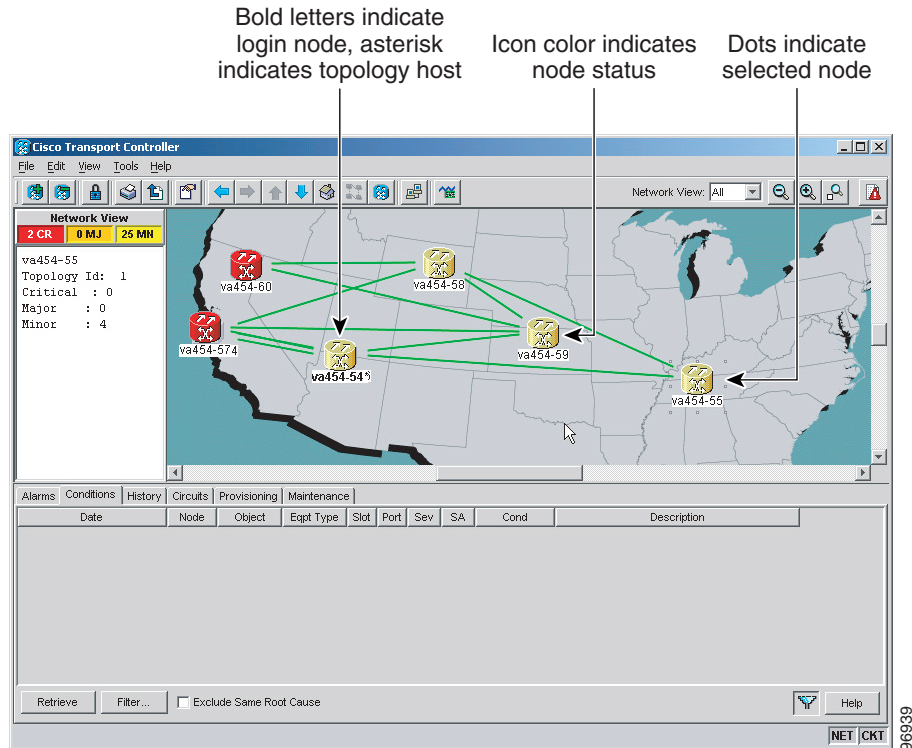 Bold letters indicate
login node, asterisk
indicates topology host
Icon color indicates
node status
Dots indicate
selected node
Cisco Transport Controller
File Edit View Tools Help
Network View: All
Network View
2 CR 0 MJ 25 MN
va454-55
Topology Id: 1
Critical : 0
Major : 0
Minor : 4
va454-60
va454-58
va454-574
va454-59
va454-54*)
va454-55
Alarms Conditions History Circuits Provisioning Maintenance
Date Node Object Eqpt Type Slot Port Sev SA Cond Description
Retrieve Filter... Exclude Same Root Cause Help
NET CKT
96939